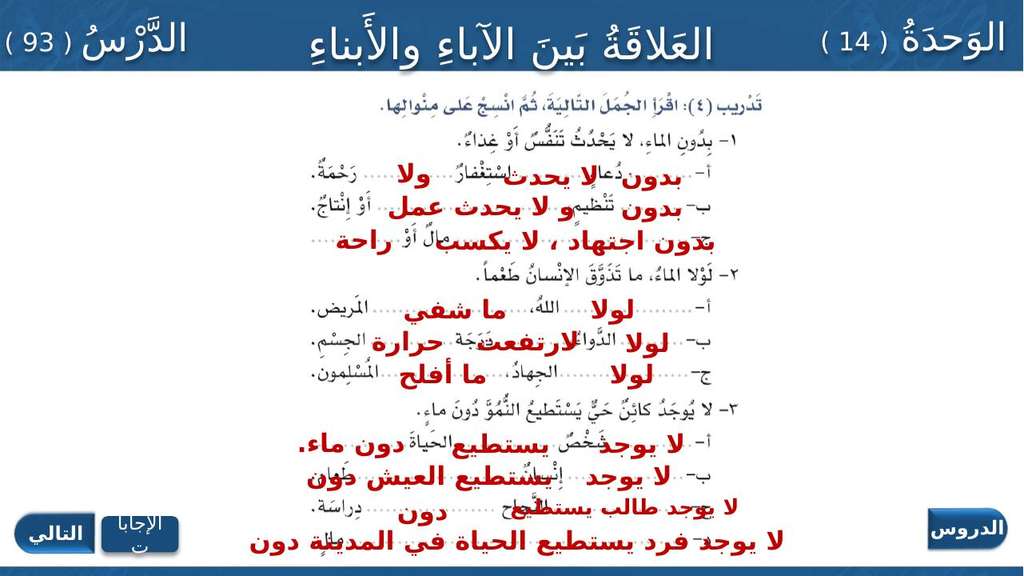 الوَحدَةُ ( 14 )
العَلاقَةُ بَينَ الآباءِ والأَبناءِ
الدَّرْسُ ( 93 )
تَدْريب (٤): اقْرَأِ الجُمَلَ التّالِيَةَ، ثُمَّ انْسِجْ عَلى مِنْوالِها.
١- بِدُونِ الماءِ، لا يَحْدُثُ تَنَفُّسٌ أَوْ غِذاءٌ.
أ- بدون دُعاءٍ لا يحدث اسْتِغْفارٌ ولا رَحْمَةٌ.
ب- بدون تَنْظيمٍ و لا يحدث عمل أَوْ إِنْتاجٌ.
ج- بدون اجتهاد ، لا يكسب مالٌ أَوْ راحة
٢- لَوْلا الماءُ، ما تَذَوَّقَ الإنْسانُ طَعْماً.
أ- لولا اللهُ، ما شفي المَريض.
ب- لولا الدَّواءُ لارتفعت دَرَجَة حرارة الجِسْمِ.
ج- لولا الجِهادُ، ما أفلح المُسْلِمونَ.
٣- لا يُوجَدُ كائِنٌ حَيٌّ يَسْتَطيعُ النُّمُوَّ دُونَ ماءٍ.
أ- لا يوجد شَخْصٌ يستطيع الحَياةَ دون ماء.
ب- لا يوجد إِنْسانٌ يستطيع العيش دون طَعامٍ.
ج- لا يوجد طالب يستطيع النَّجاح دون دِراسَة.
د- لا يوجد فرد يستطيع الحياة في المدينة دون مالٍ
الدروس
الإجابات
التالي